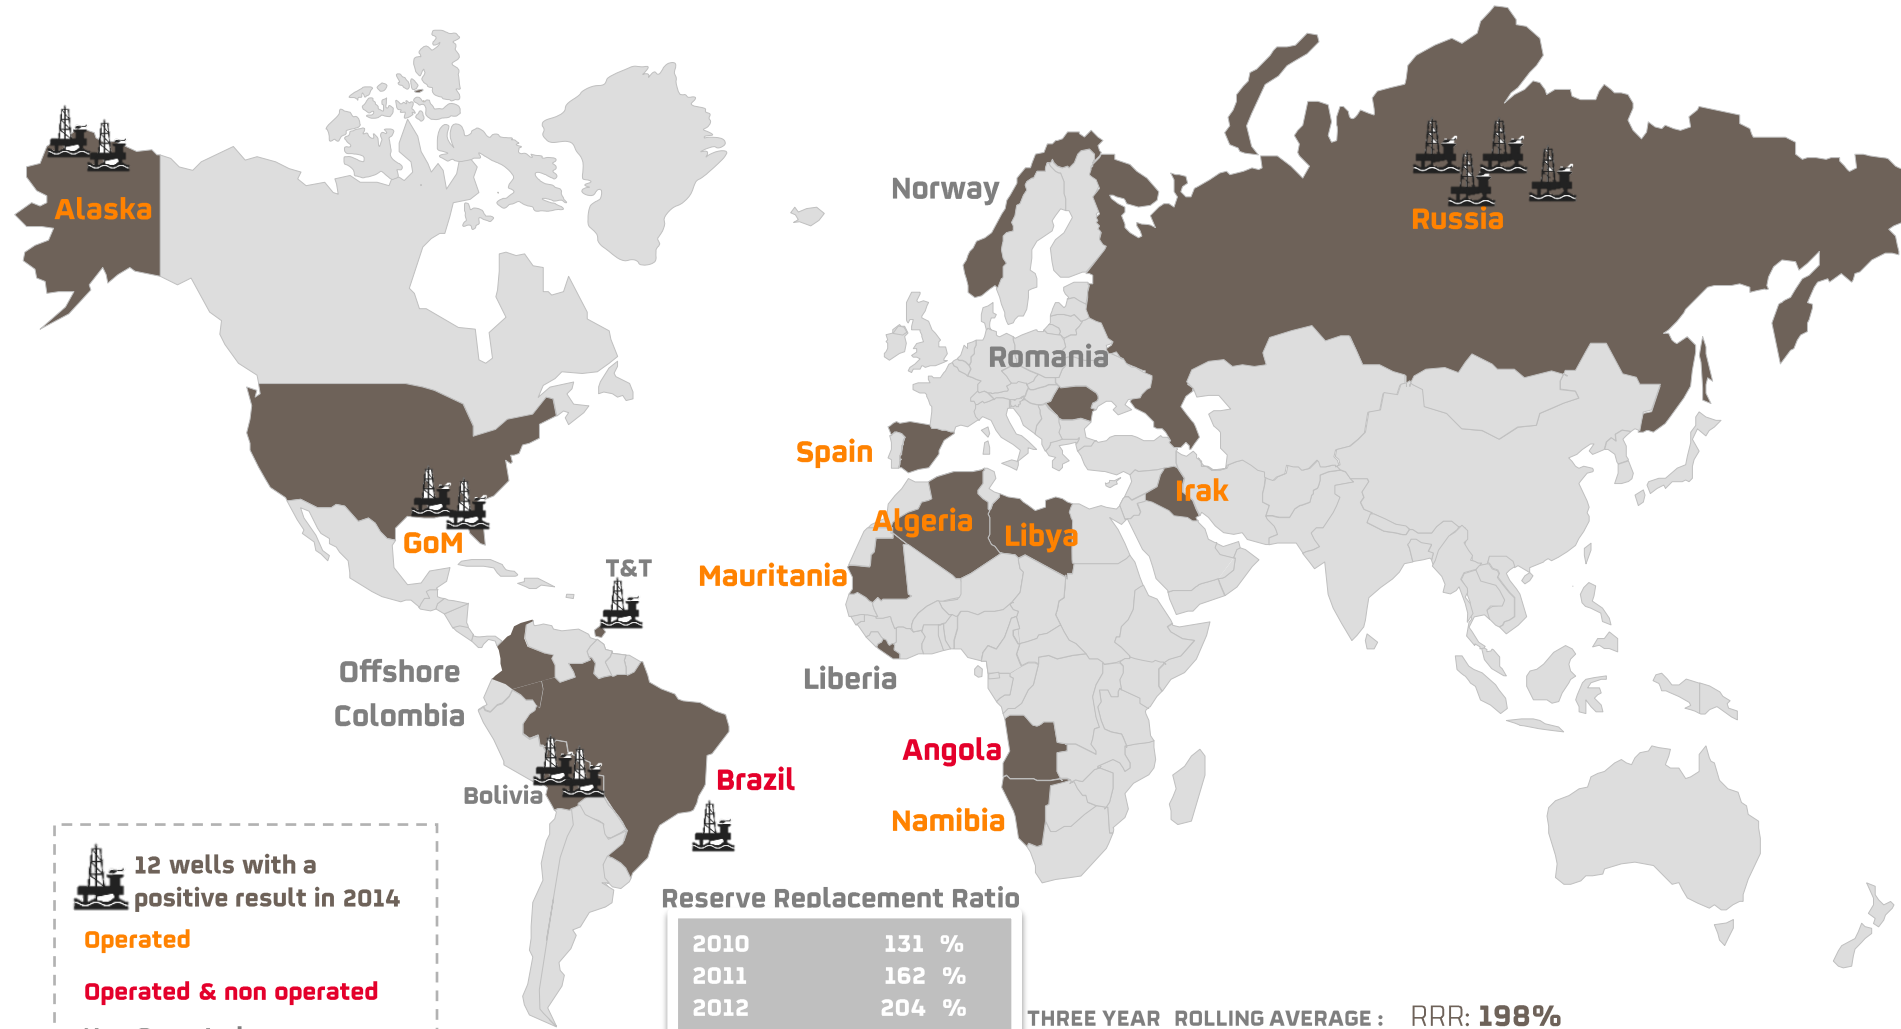 Alaska
Norway
Russia
Romania
Spain
Irak
Algeria
Libya
GoM
T&T
Mauritania
Offshore
Colombia
Liberia
Angola
Brazil
Bolivia
Namibia
12 wells with a
positive result in 2014
Operated
Operated & non operated
Reserve Replacement Ratio
2010 131 %
2011 162 %
2012 204 %
THREE YEAR ROLLING AVERAGE : RRR: 198%